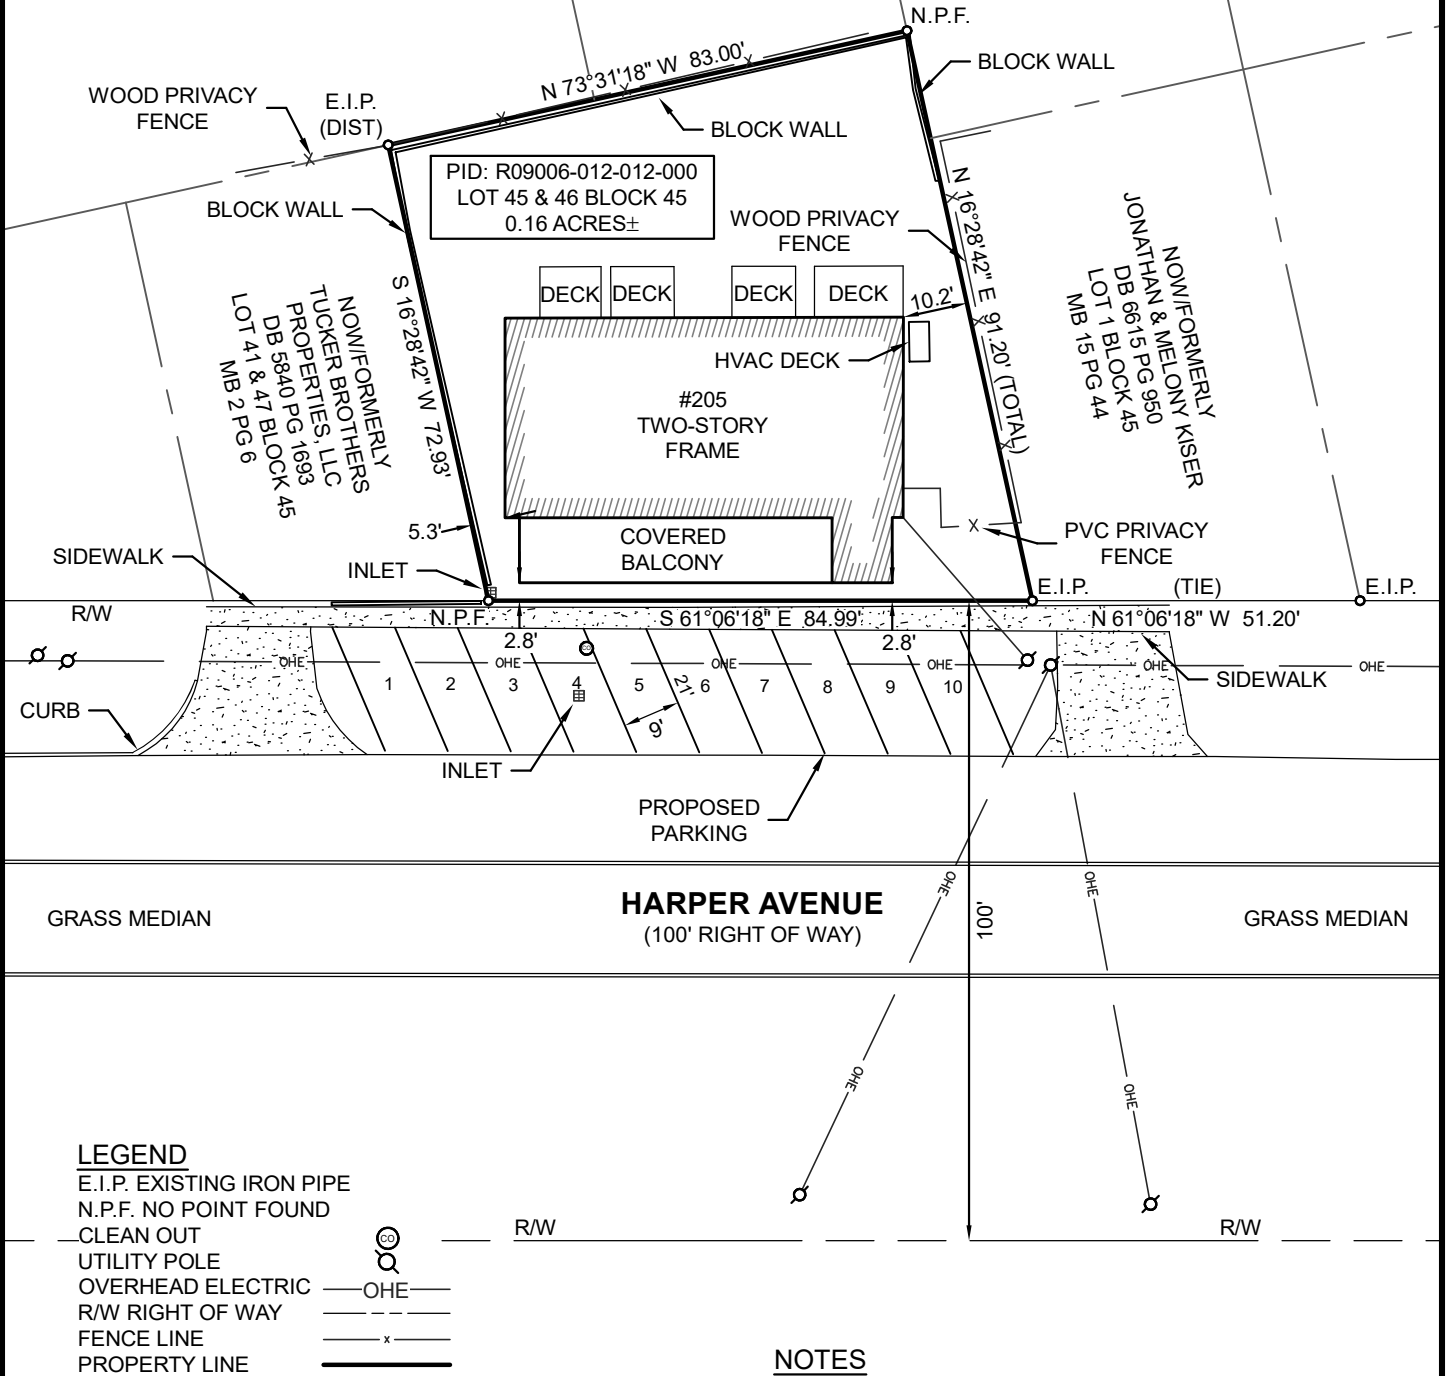 N.P.F.
N 73°31'18" W 83.00'
BLOCK WALL
WOOD PRIVACY
FENCE
E.I.P.
(DIST)
BLOCK WALL
PID: R09006-012-012-000
LOT 45 & 46 BLOCK 45
0.16 ACRES±
BLOCK WALL
WOOD PRIVACY
FENCE
N 16°28'42" E 91.20' (TOTAL)
S 16°28'42" W 72.93'
NOW/FORMERLY
TUCKER BROTHERS
PROPERTIES, LLC
DB 5840 PG 1693
LOT 41 & 47 BLOCK 45
MB 2 PG 6
NOW/FORMERLY
JONATHAN & MELONY KISER
DB 6615 PG 950
LOT 1 BLOCK 45
MB 15 PG 44
DECK
DECK
DECK
DECK
10.2'
HVAC DECK
#205
TWO-STORY
FRAME
5.3'
COVERED
BALCONY
PVC PRIVACY
FENCE
SIDEWALK
INLET
E.I.P.
(TIE)
E.I.P.
R/W
N.P.F.
S 61°06'18" E 84.99'
N 61°06'18" W 51.20'
2.8'
2.8'
OHE
OHE
OHE
OHE
OHE
OHE
1
2
3
4
5
6
7
8
9
10
21'
9'
SIDEWALK
CURB
INLET
PROPOSED
PARKING
GRASS MEDIAN
HARPER AVENUE
(100' RIGHT OF WAY)
GRASS MEDIAN
100'
OHE
OHE
OHE
OHE
LEGEND
E.I.P. EXISTING IRON PIPE
N.P.F. NO POINT FOUND
CLEAN OUT
CO
UTILITY POLE
OVERHEAD ELECTRIC OHE
R/W RIGHT OF WAY
FENCE LINE x
PROPERTY LINE
R/W
R/W
NOTES